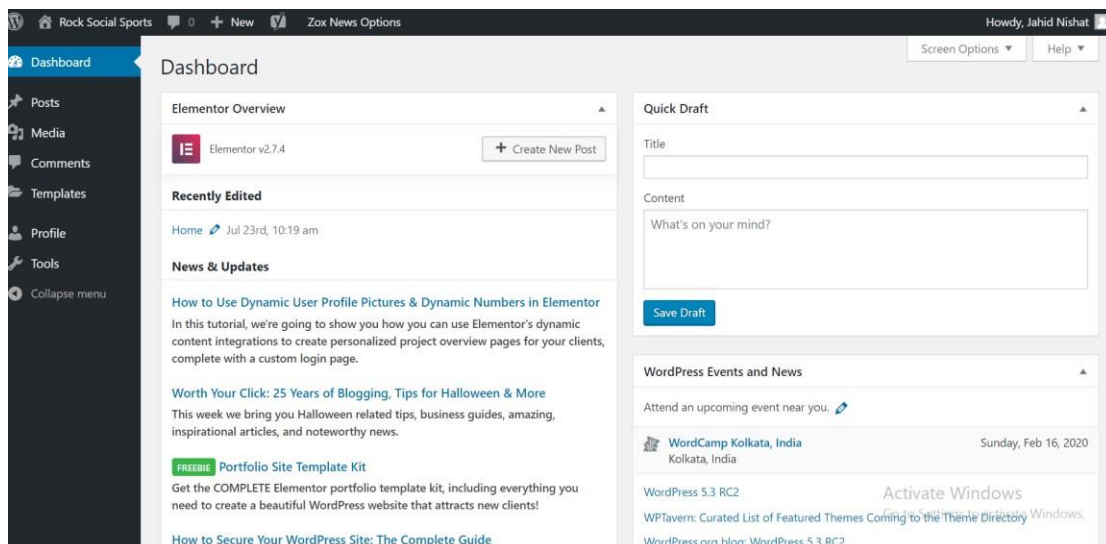 Rock Social Sports 0 + New Zox News Options Howdy, Jahid Nishat
Screen Options ▼ Help ▼
Dashboard
Posts
Media
Comments
Templates
Profile
Tools
Collapse menu
Dashboard
Elementor Overview
Elementor v2.7.4 + Create New Post
Recently Edited
Home Jul 23rd, 10:19 am
News & Updates
How to Use Dynamic User Profile Pictures & Dynamic Numbers in Elementor
In this tutorial, we're going to show you how you can use Elementor's dynamic
content integrations to create personalized project overview pages for your clients,
complete with a custom login page.
Worth Your Click: 25 Years of Blogging, Tips for Halloween & More
This week we bring you Halloween related tips, business guides, amazing,
inspirational articles, and noteworthy news.
FREEBIE Portfolio Site Template Kit
Get the COMPLETE Elementor portfolio template kit, including everything you
need to create a beautiful WordPress website that attracts new clients!
How to Secure Your WordPress Site: The Complete Guide
Quick Draft
Title
Content
What's on your mind?
Save Draft
WordPress Events and News
Attend an upcoming event near you.
WordCamp Kolkata, India Sunday, Feb 16, 2020
Kolkata, India
WordPress 5.3 RC2
WPTavern: Curated List of Featured Themes Coming to the Theme Directory
WordPress.org blog: WordPress 5.3 RC2
Activate Windows
Go to Settings to activate Windows.